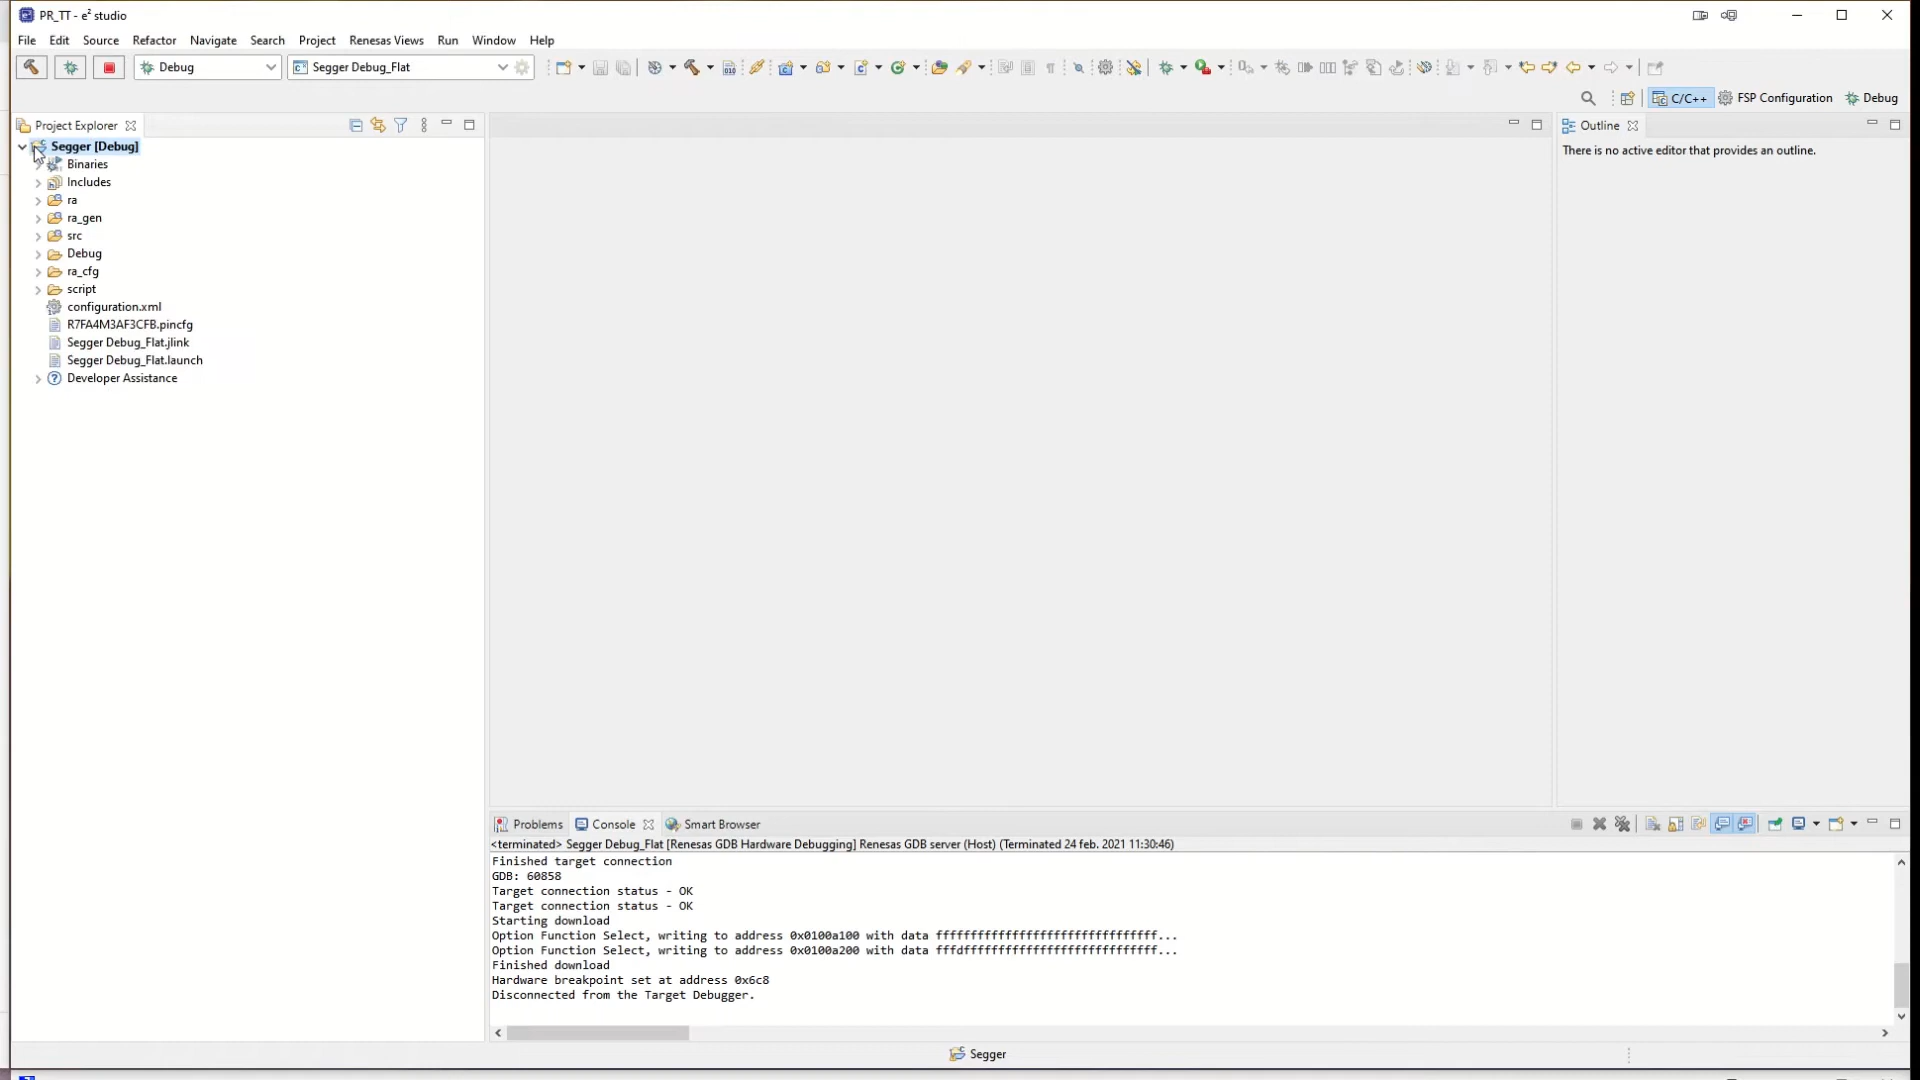 PR_TT - e² studio
File Edit Source Refactor Navigate Search Project Renesas Views Run Window Help
Debug Segger Debug_Flat
C/C++ FSP Configuration Debug
Project Explorer
Segger [Debug]
Binaries
Includes
ra
ra_gen
src
Debug
ra_cfg
script
configuration.xml
R7FA4M3AF3CFB.pincfg
Segger Debug_Flat.jlink
Segger Debug_Flat.launch
Developer Assistance
Outline
There is no active editor that provides an outline.
Problems Console Smart Browser
<terminated> Segger Debug_Flat [Renesas GDB Hardware Debugging] Renesas GDB server (Host) (Terminated 24 feb. 2021 11:30:46)
Finished target connection
GDB: 60858
Target connection status - OK
Target connection status - OK
Starting download
Option Function Select, writing to address 0x0100a100 with data ffffffffffffffffffffffffffffffff...
Option Function Select, writing to address 0x0100a200 with data fffdffffffffffffffffffffffffffff...
Finished download
Hardware breakpoint set at address 0x6c8
Disconnected from the Target Debugger.
Segger